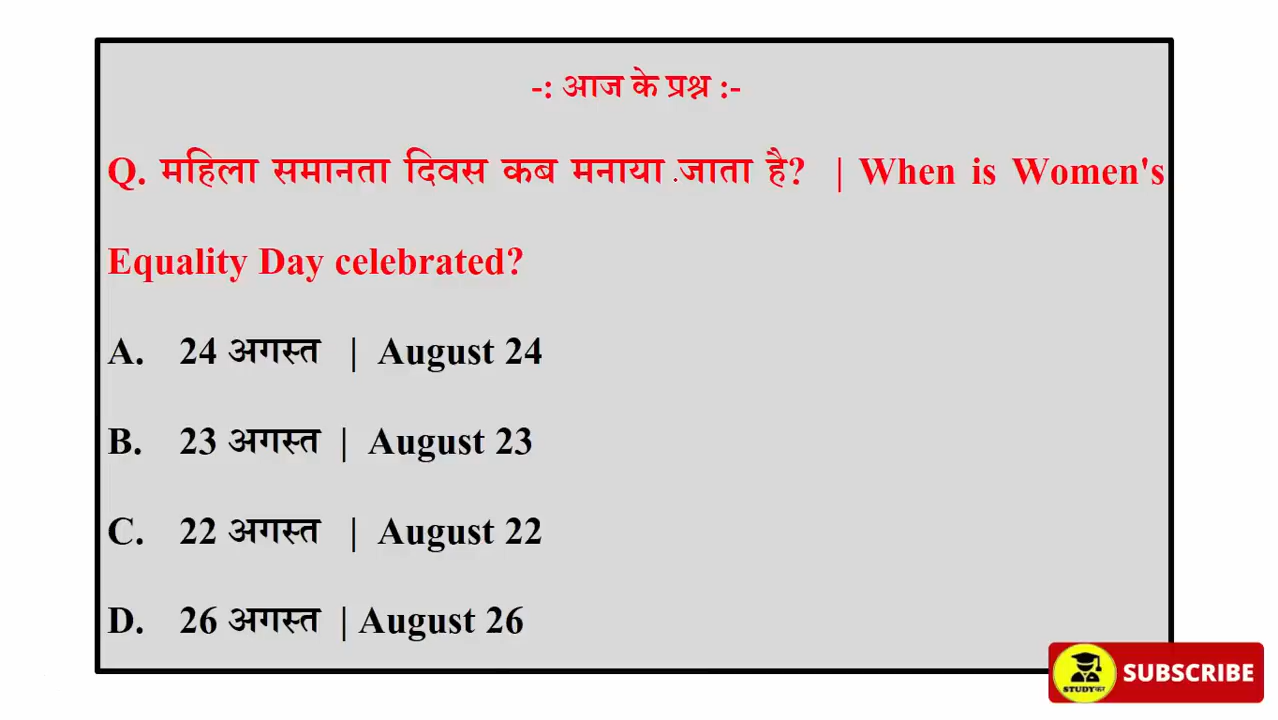 -: आज के प्रश्न :-
Q. महिला समानता दिवस कब मनाया जाता है? | When is Women's
Equality Day celebrated?
A. 24 अगस्त | August 24
B. 23 अगस्त | August 23
C. 22 अगस्त | August 22
D. 26 अगस्त | August 26
STUDYका SUBSCRIBE